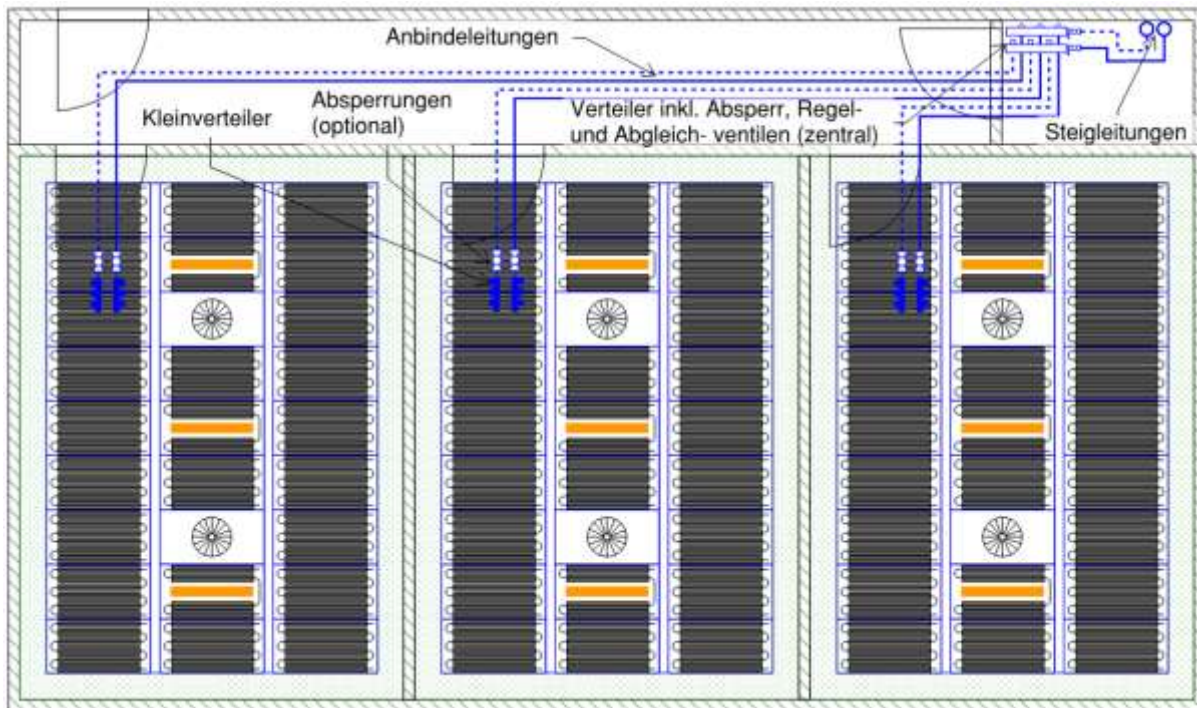 Anbindeleitungen
Absperrungen
(optional)
Kleinverteiler
Verteiler inkl. Absperr, Regel-
und Abgleich- ventilen (zentral)
Steigleitungen